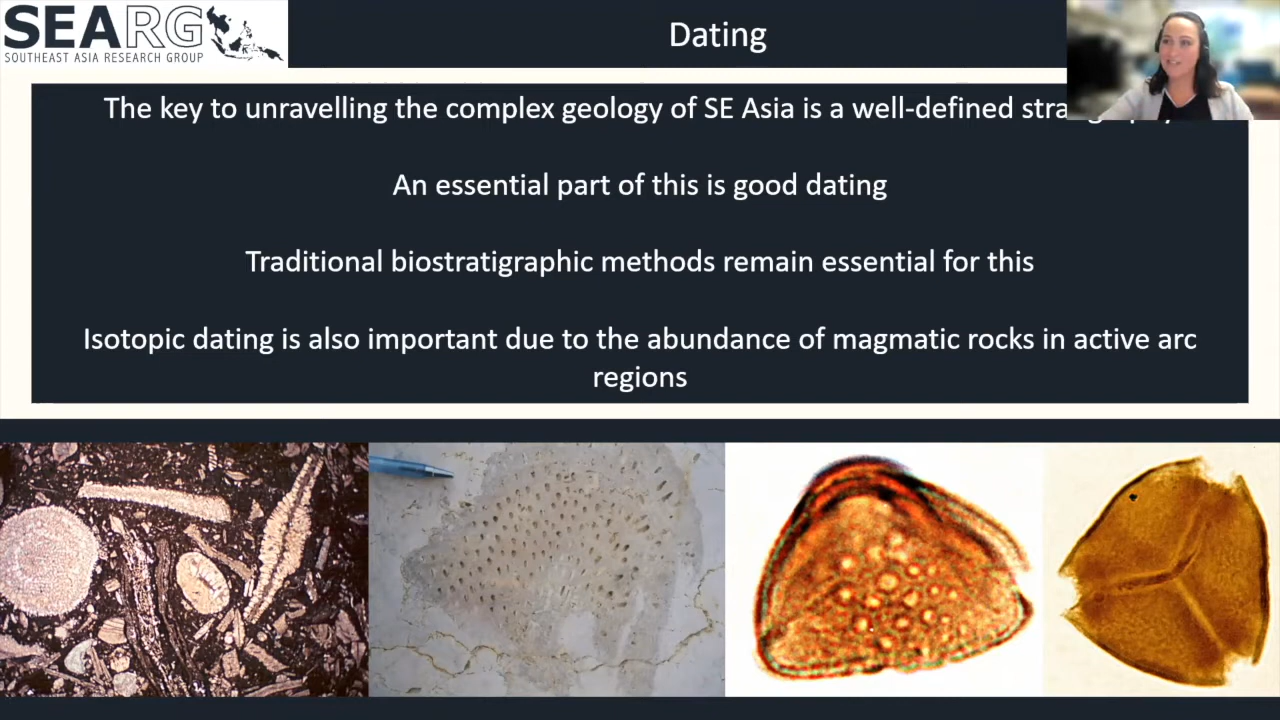 SEARG
SOUTHEAST ASIA RESEARCH GROUP
Dating
The key to unravelling the complex geology of SE Asia is a well-defined
An essential part of this is good dating
Traditional biostratigraphic methods remain essential for this
Isotopic dating is also important due to the abundance of magmatic rocks in active arc
regions